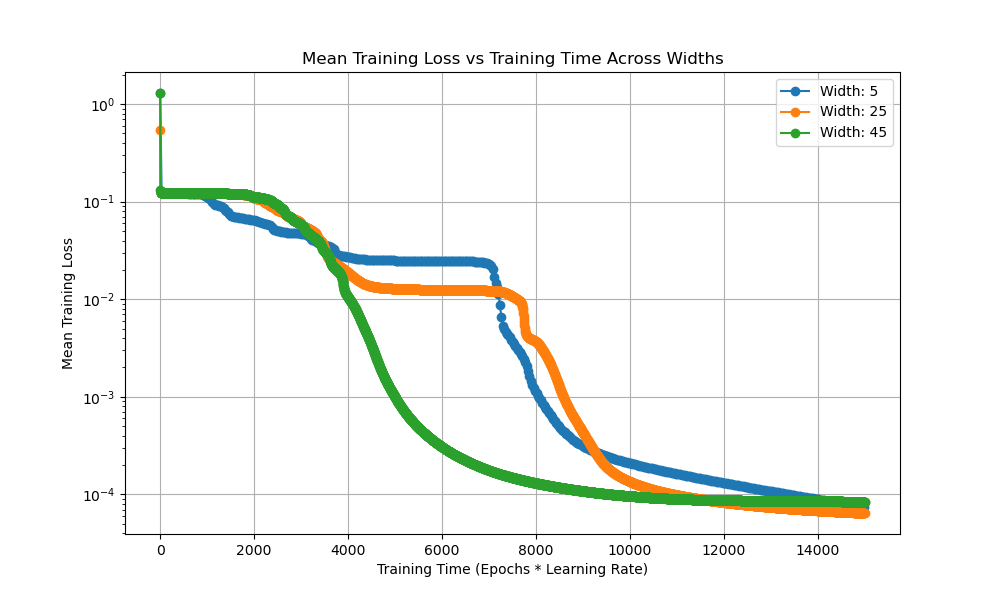 Mean Training Loss vs Training Time Across Widths
Width: 5
Width: 25
Width: 45
10⁰
10⁻¹
10⁻²
10⁻³
10⁻⁴
Mean Training Loss
0 2000 4000 6000 8000 10000 12000 14000
Training Time (Epochs * Learning Rate)